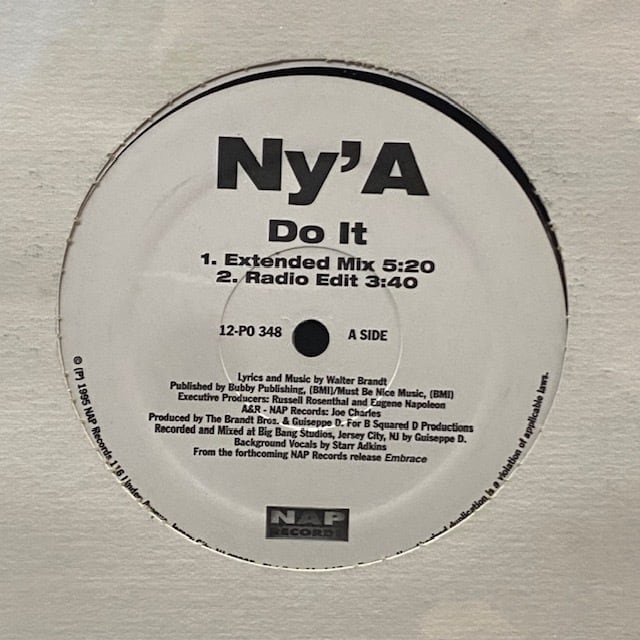 Ny'A
Do It
1. Extended Mix 5:20
2. Radio Edit 3:40
12-PO 348
A SIDE
Lyrics and Music by Walter Brandt
Published by Bubby Publishing, (BMI)/Must Be Nice Music, (BMI)
Executive Producers: Russell Rosenthal and Eugene Napoleon
A&R - NAP Records: Joe Charles
Produced by The Brandt Bros. & Guiseppe D. For B Squared D Productions
Recorded and Mixed at Big Bang Studios, Jersey City, NJ by Guiseppe D.
Background Vocals by Starr Adkins
From the forthcoming NAP Records release Embrace
NAP
RECORDS
© (P) 1996 NAP Records duplication is a violation of applicable laws.